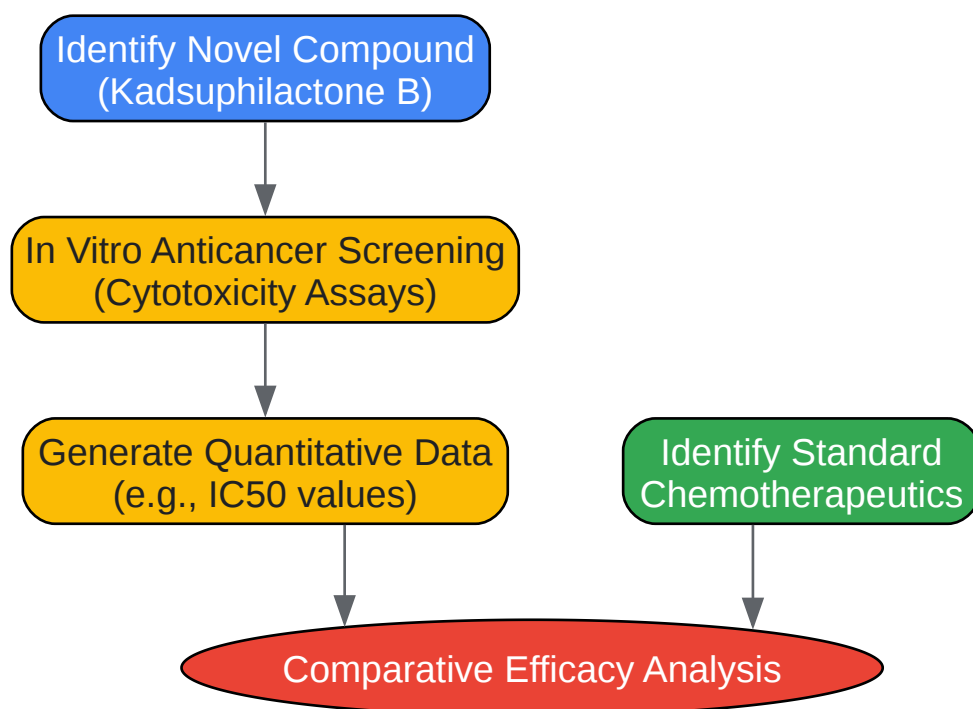 Identify Novel Compound
(Kadsuphilactone B)
In Vitro Anticancer Screening
(Cytotoxicity Assays)
Generate Quantitative Data
(e.g., IC50 values)
Identify Standard
Chemotherapeutics
Comparative Efficacy Analysis